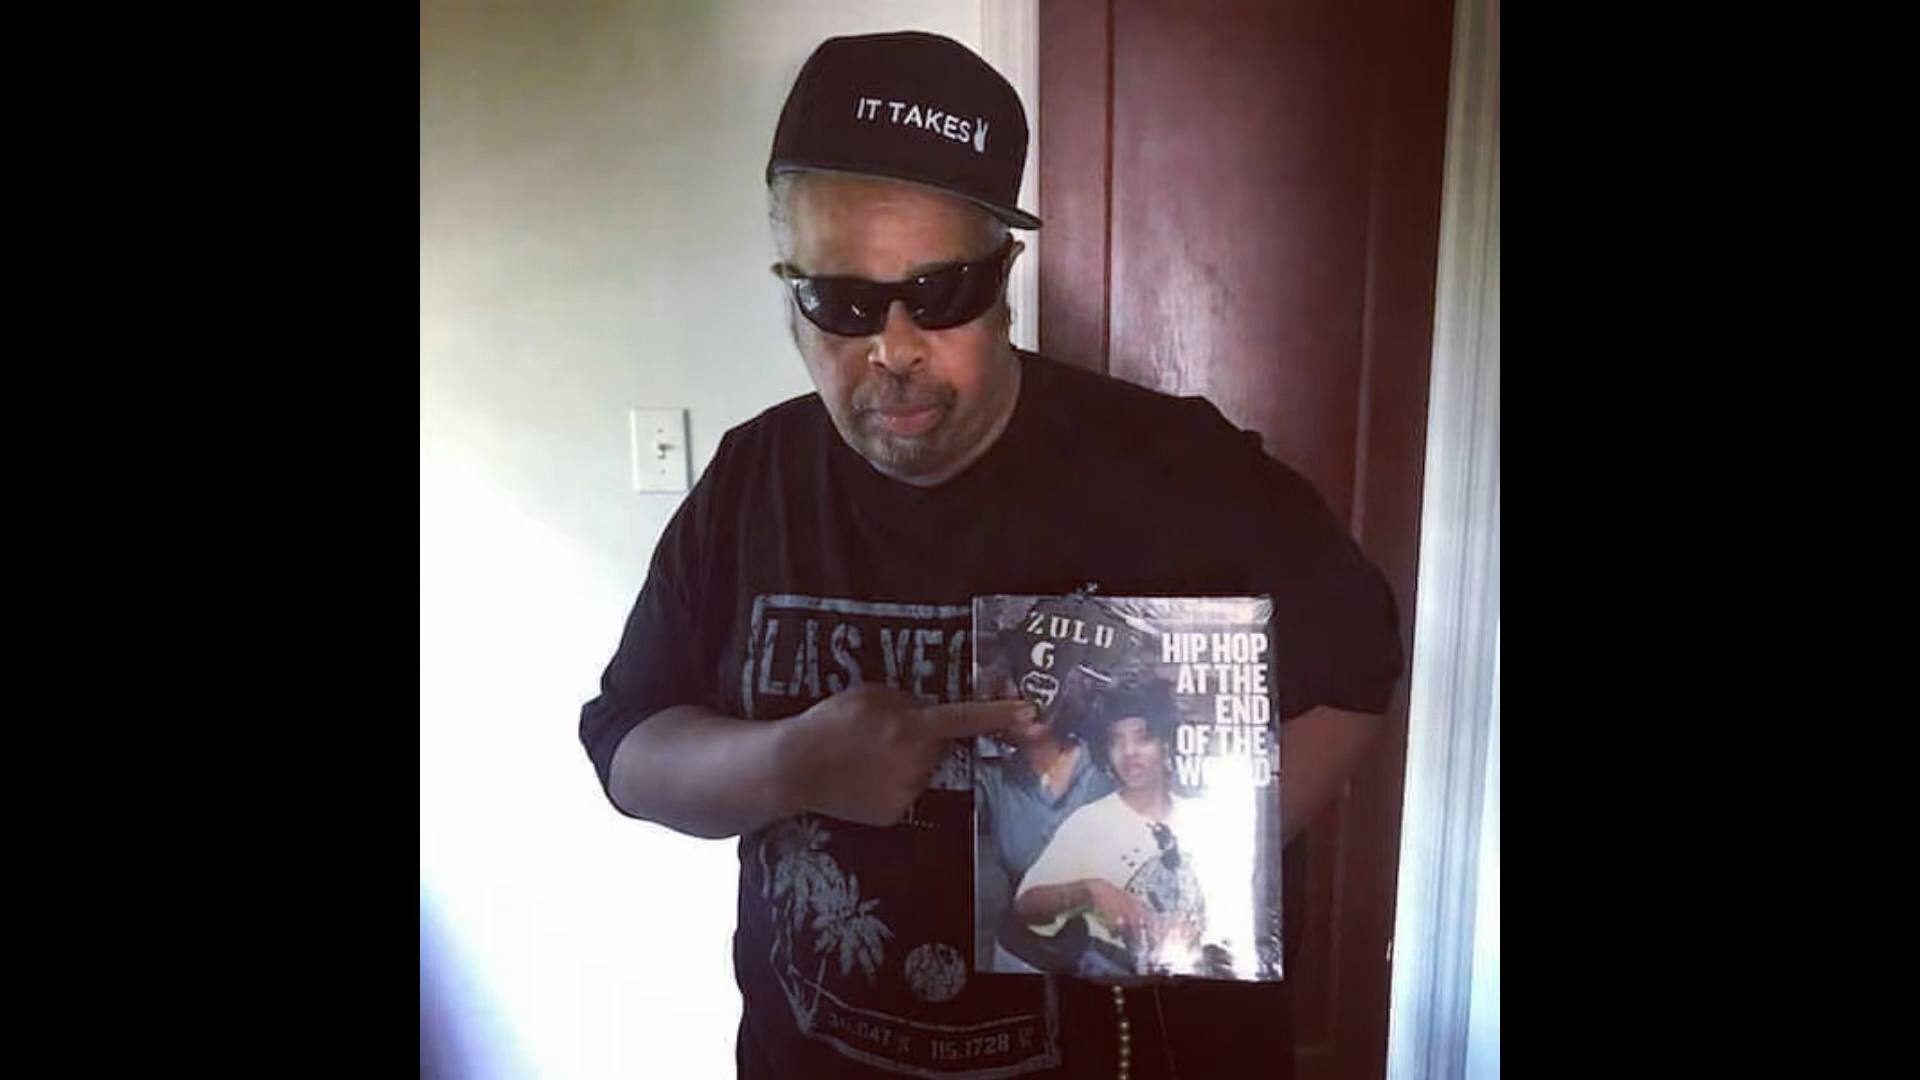 IT TAKES
LAS VEG
ZULU
G
HIP HOP
AT THE
END
OF THE
115.1728 W